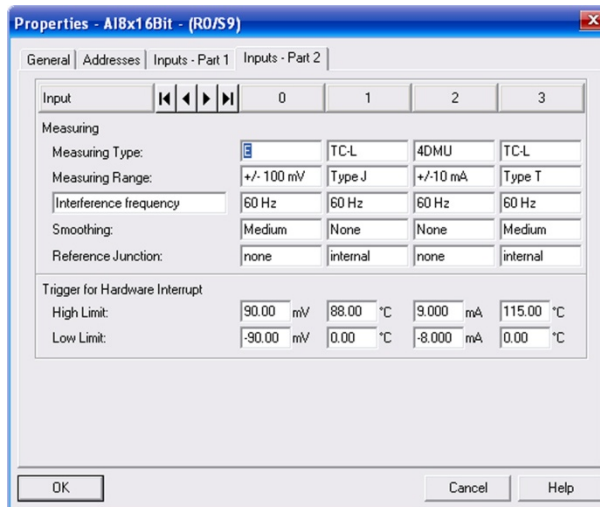 Properties - AI8x16Bit - (R0/S9)
General Addresses Inputs - Part 1 Inputs - Part 2
Input 0 1 2 3
Measuring
Measuring Type: E TC-L 4DMU TC-L
Measuring Range: +/- 100 mV Type J +/-10 mA Type T
Interference frequency 60 Hz 60 Hz 60 Hz 60 Hz
Smoothing: Medium None None Medium
Reference Junction: none internal none internal
Trigger for Hardware Interrupt
High Limit: 90.00 mV 88.00 °C 9.000 mA 115.00 °C
Low Limit: -90.00 mV 0.00 °C -8.000 mA 0.00 °C
OK Cancel Help